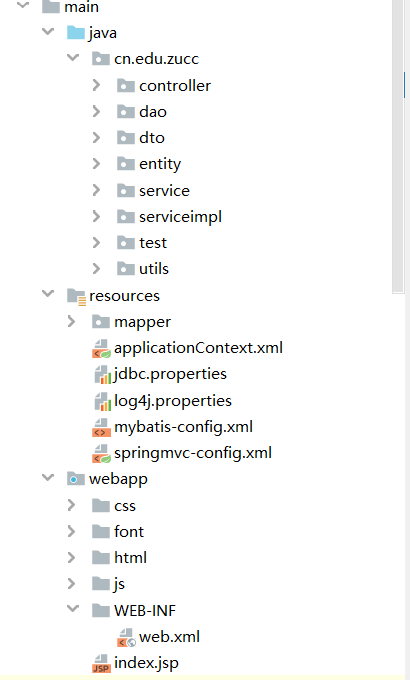 main
java
cn.edu.zucc
controller
dao
dto
entity
service
serviceimpl
test
utils
resources
mapper
applicationContext.xml
jdbc.properties
log4j.properties
mybatis-config.xml
springmvc-config.xml
webapp
css
font
html
js
WEB-INF
web.xml
index.jsp